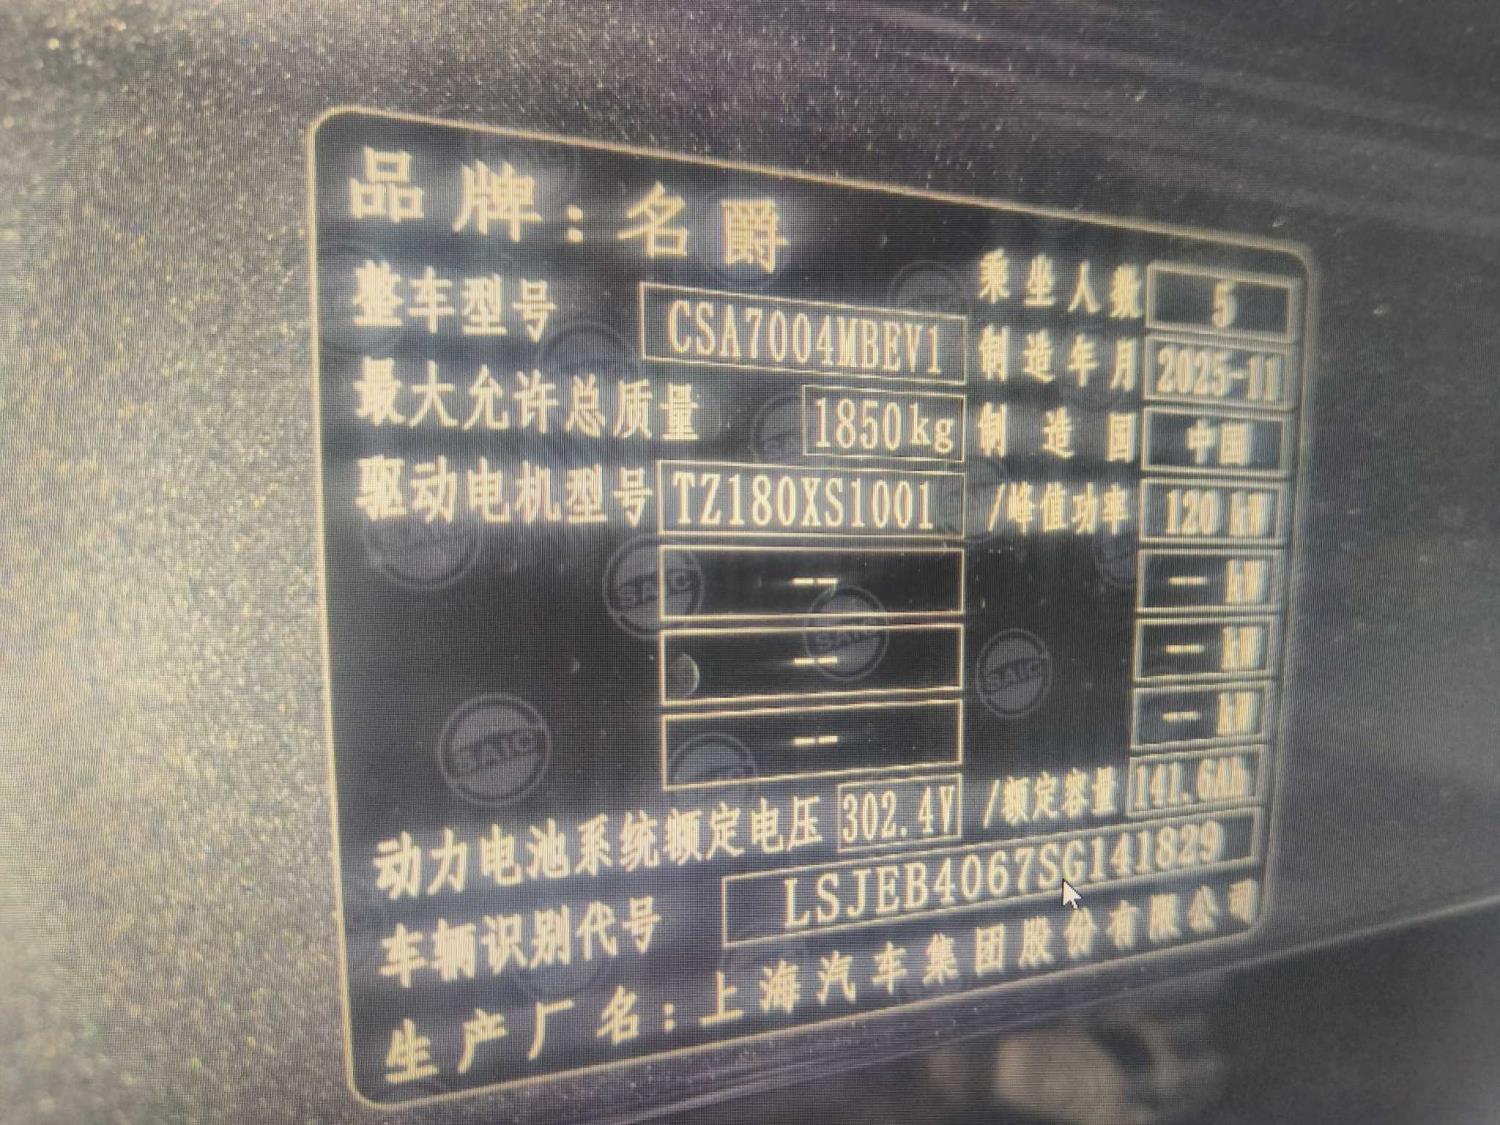 品牌：名爵
乘坐人数 5
整车型号 CSA7004MBEV1 制造年月 2025-11
最大允许总质量 1850kg 制造国 中国
驱动电机型号 TZ180XS1001 /峰值功率 120 kW
-- -- kW
-- -- kW
-- -- kW
动力电池系统额定电压 302.4V /额定容量 141.6Ah
车辆识别代号 LSJEB4067SG141829
生产厂名：上海汽车集团股份有限公司
SAIC
SAIC
SAIC
SAIC